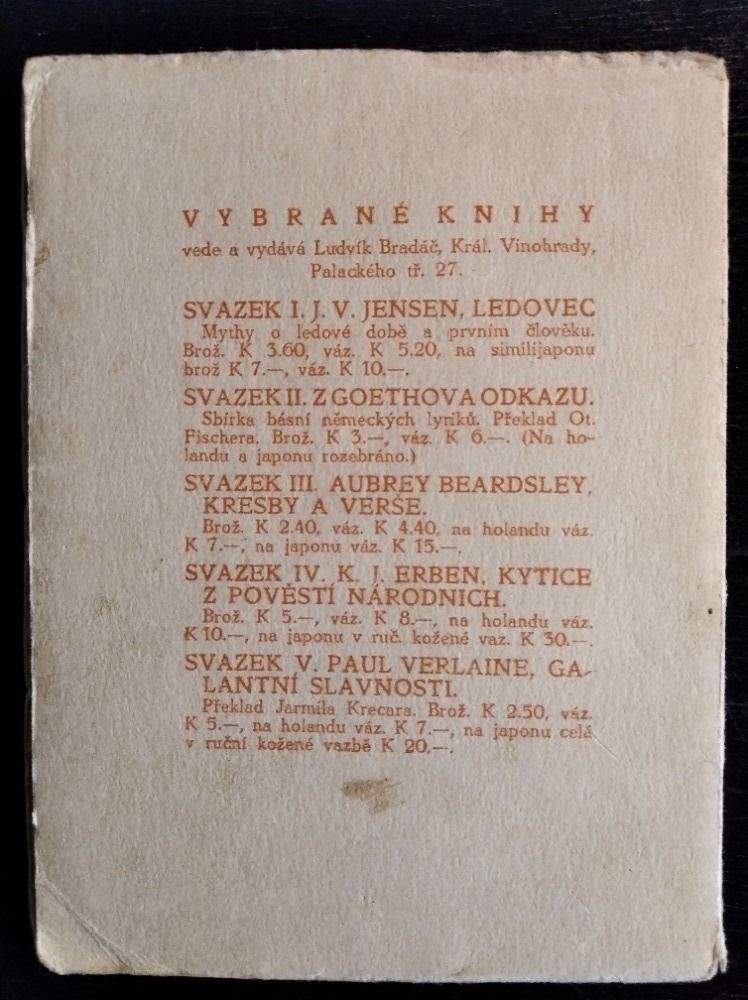 VYBRANÉ KNIHY
vede a vydává Ludvík Bradáč, Král. Vinohrady,
Palackého tř. 27.
SVAZEK I. J. V. JENSEN, LEDOVEC
Mythy o ledové době a prvním člověku.
Brož. K 3.60, váz. K 5.20, na similijaponu
brož K 7.—, váz. K 10.—.
SVAZEK II. Z GOETHOVA ODKAZU.
Sbírka básní německých lyriků. Překlad Ot.
Fischera. Brož. K 3.—, váz. K 6.—. (Na ho-
landu a japonu rozebráno.)
SVAZEK III. AUBREY BEARDSLEY,
KRESBY A VERŠE.
Brož. K 2.40, váz. K 4.40, na holandu váz.
K 7.—, na japonu váz. K 15.—.
SVAZEK IV. K. J. ERBEN, KYTICE
Z POVĚSTÍ NÁRODNICH.
Brož. K 5.—, váz. K 8.—, na holandu váz.
K 10.—, na japonu v ruč. kožené vaz. K 30.—.
SVAZEK V. PAUL VERLAINE, GA-
LANTNÍ SLAVNOSTI.
Překlad Jarmila Krecara. Brož. K 2.50, váz.
K 5.—, na holandu váz. K 7.—, na japonu celá
v ruční kožené vazbě K 20.—.